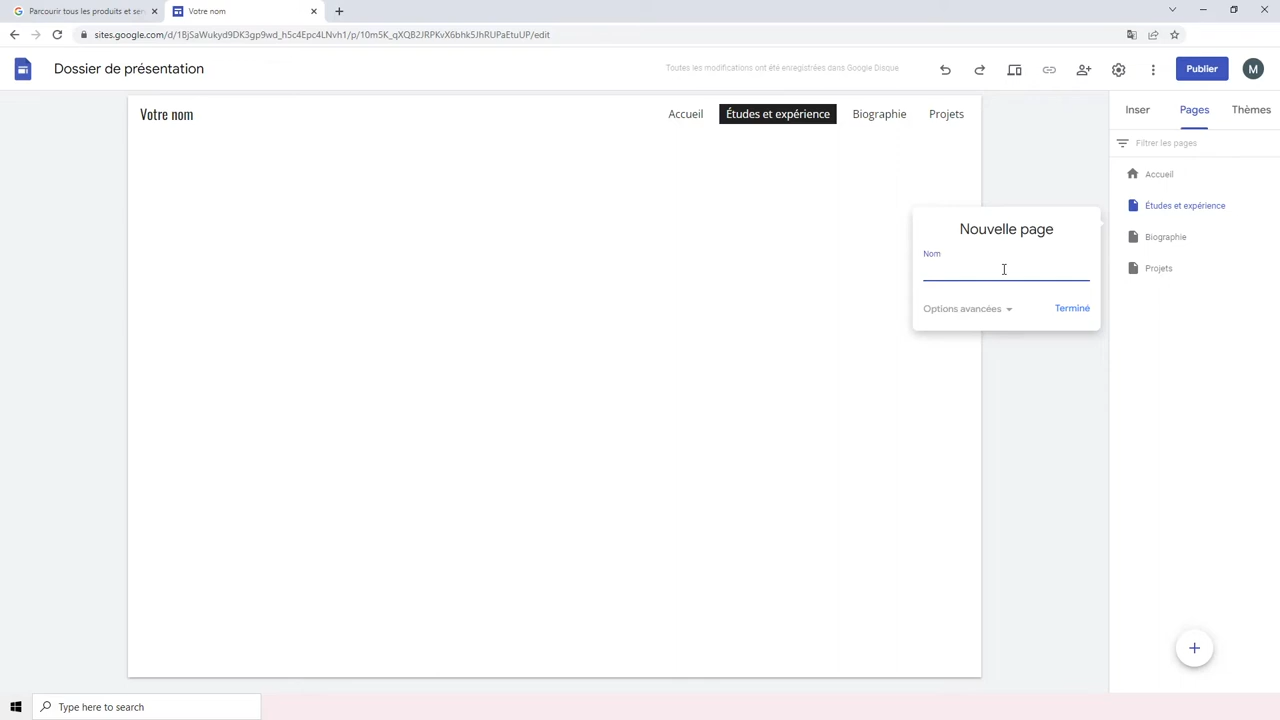 Parcourir tous les produits et ser
Votre nom
sites.google.com/d/1BjSaWukyd9DK3gp9wd_h5c4Epc4LNvh1/p/10m5K_qXQB2JRPKvX6bhk5JhRUPaEtuUP/edit
Dossier de présentation
Toutes les modifications ont été enregistrées dans Google Disque
Publier
M
Votre nom
Accueil
Études et expérience
Biographie
Projets
Inser
Pages
Thèmes
Filtrer les pages
Accueil
Études et expérience
Biographie
Projets
Nouvelle page
Nom
Options avancées
Terminé
Type here to search